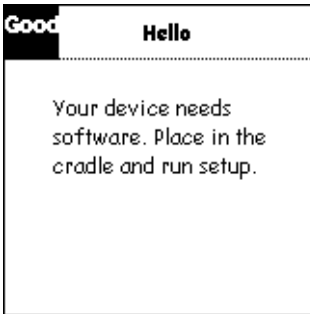 Good
Hello
Your device needs
software. Place in the
cradle and run setup.